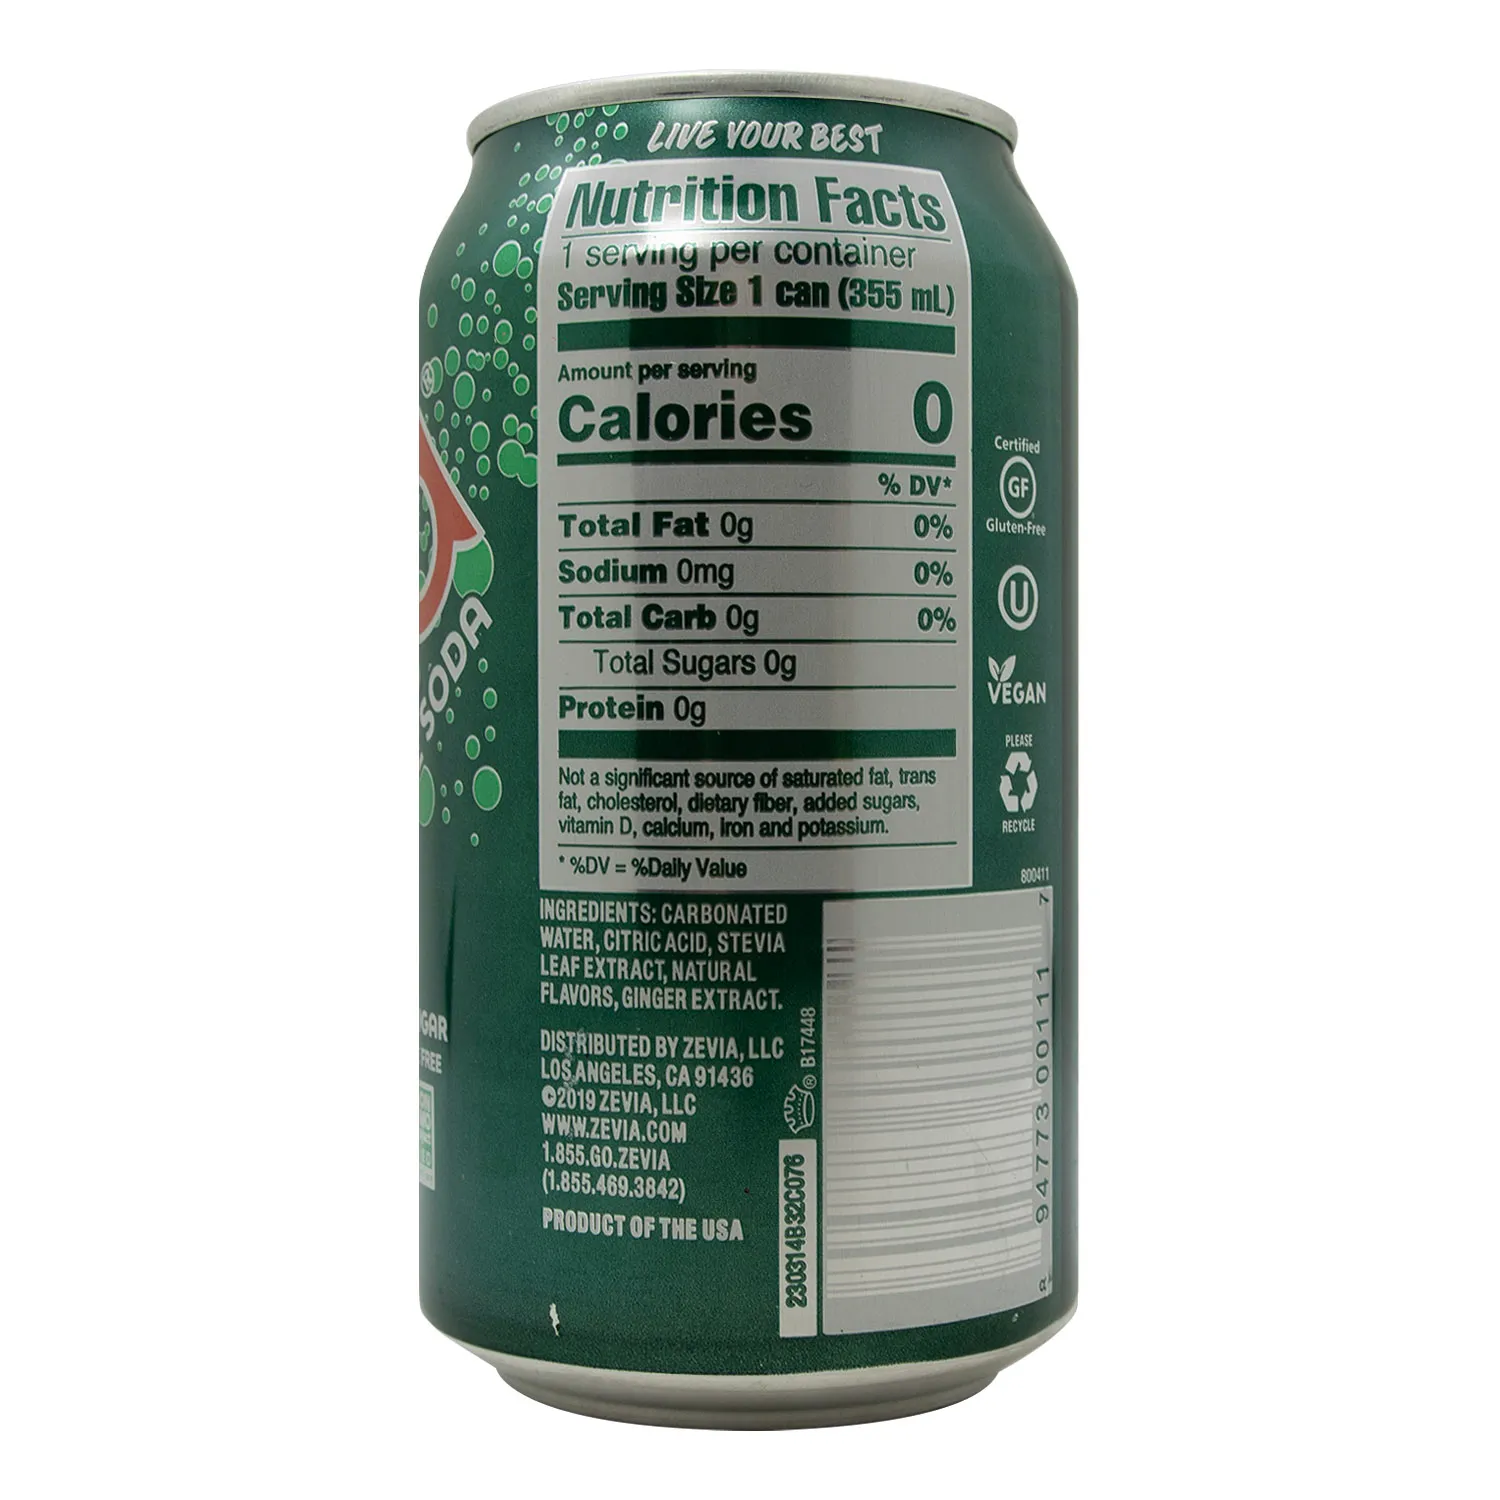 LIVE YOUR BEST
Nutrition Facts
1 serving per container
Serving Size 1 can (355 mL)
Amount per serving
Calories 0
% DV*
Total Fat 0g 0%
Sodium 0mg 0%
Total Carb 0g 0%
Total Sugars 0g
Protein 0g
Not a significant source of saturated fat, trans
fat, cholesterol, dietary fiber, added sugars,
vitamin D, calcium, iron and potassium.
* %DV = %Daily Value
INGREDIENTS: CARBONATED
WATER, CITRIC ACID, STEVIA
LEAF EXTRACT, NATURAL
FLAVORS, GINGER EXTRACT.
DISTRIBUTED BY ZEVIA, LLC
LOS ANGELES, CA 91436
©2019 ZEVIA, LLC
WWW.ZEVIA.COM
1.855.GO.ZEVIA
(1.855.469.3842)
PRODUCT OF THE USA
® B17448
230314B32C076
Certified
GF
Gluten-Free
U
VEGAN
PLEASE
RECYCLE
800411
94773 00111 7
®
SODA
FREE